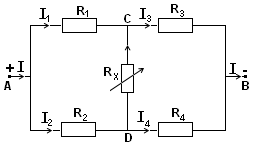 I₁ R₁ C I₃ R₃
+ I I -
A Rₓ B
I₂ R₂ D I₄ R₄